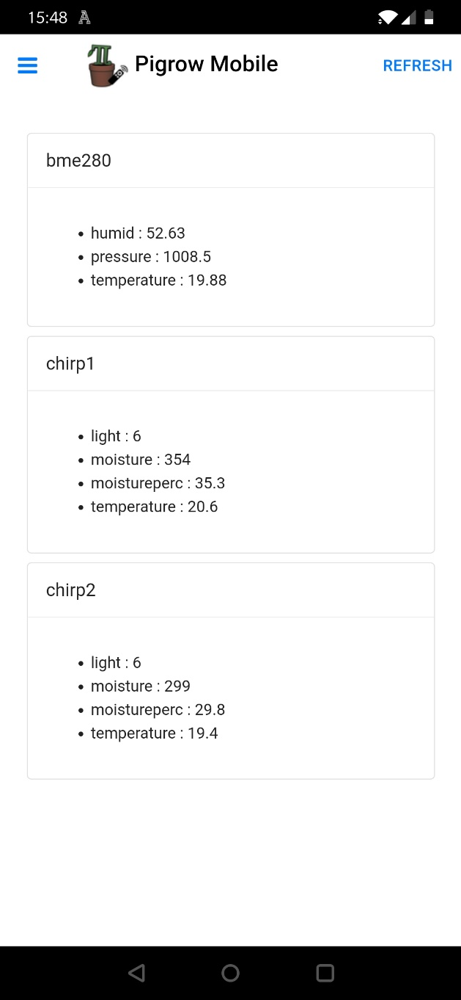 15:48
Pigrow Mobile
REFRESH
bme280
humid : 52.63
pressure : 1008.5
temperature : 19.88
chirp1
light : 6
moisture : 354
moistureperc : 35.3
temperature : 20.6
chirp2
light : 6
moisture : 299
moistureperc : 29.8
temperature : 19.4